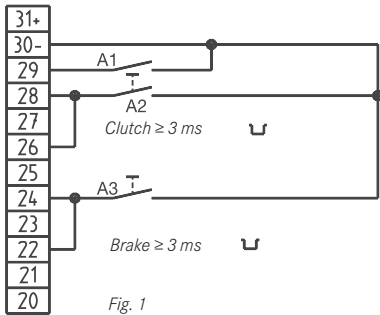 31+
30-
29
A1
28
A2
27
Clutch ≥ 3 ms
26
25
24
A3
23
22
Brake ≥ 3 ms
21
20
Fig. 1